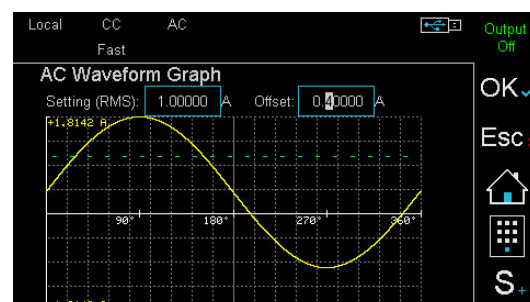 Local CC AC
Fast
Output
Off
AC Waveform Graph
Setting (RMS): 1.00000 A Offset: 0.40000 A
OK
+1.8142 A
Esc
90° 180° 270° 360°
S+